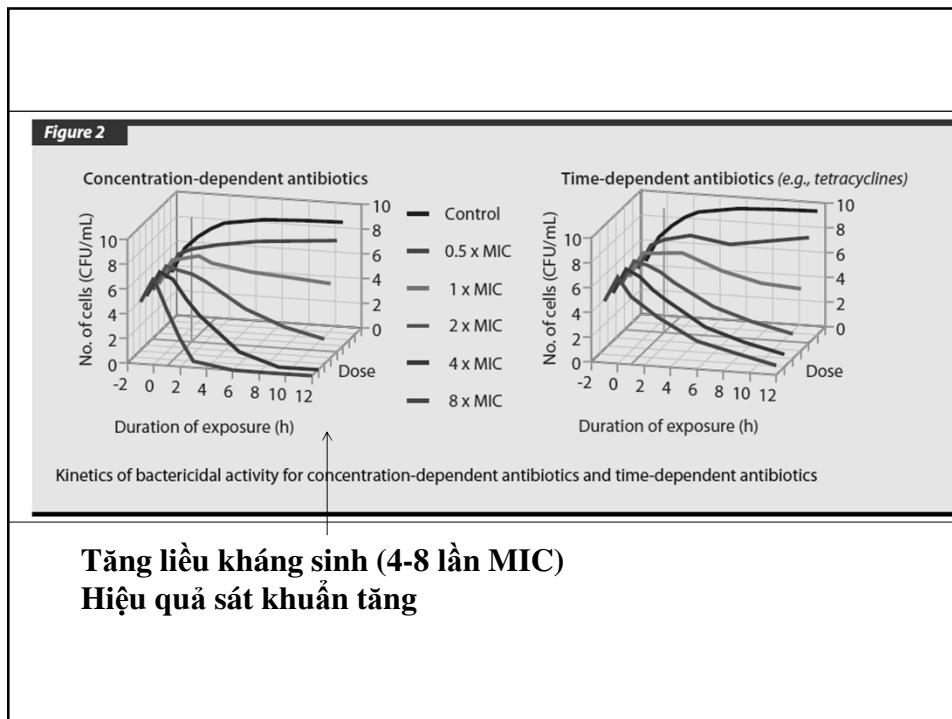 Figure 2
Concentration-dependent antibiotics
No. of cells (CFU/mL)
10
8
6
4
2
0
10
8
6
4
2
0
-2 0 2 4 6 8 10 12
Dose
Duration of exposure (h)
Control
0.5 x MIC
1 x MIC
2 x MIC
4 x MIC
8 x MIC
Time-dependent antibiotics (e.g., tetracyclines)
No. of cells (CFU/mL)
10
8
6
4
2
0
10
8
6
4
2
0
-2 0 2 4 6 8 10 12
Dose
Duration of exposure (h)
Kinetics of bactericidal activity for concentration-dependent antibiotics and time-dependent antibiotics
Tăng liều kháng sinh (4-8 lần MIC)
Hiệu quả sát khuẩn tăng